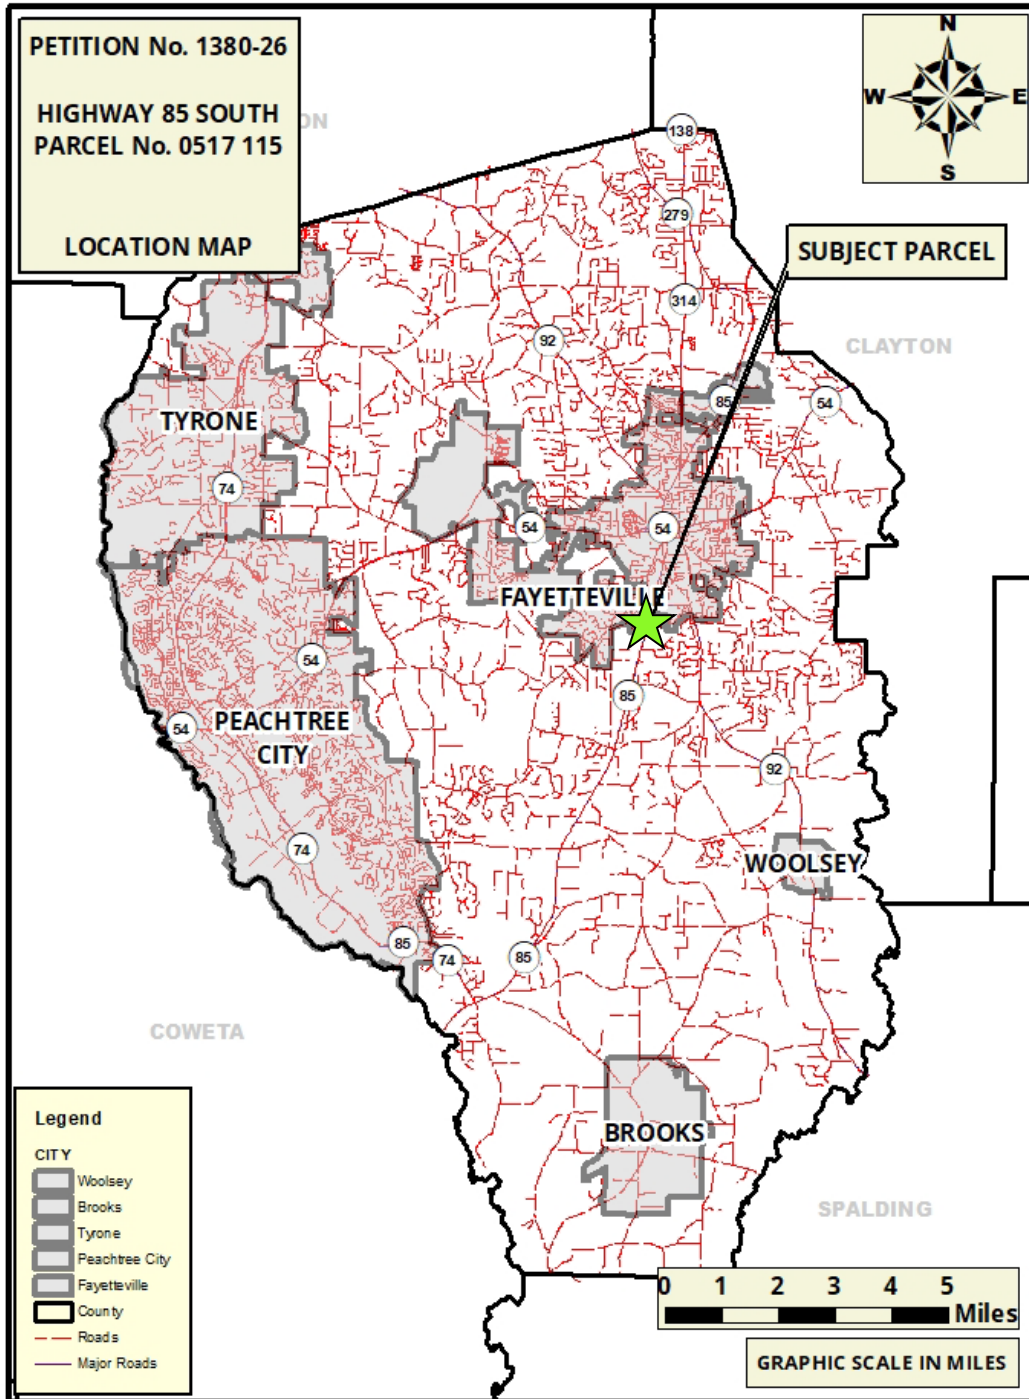 PETITION No. 1380-26
HIGHWAY 85 SOUTH
PARCEL No. 0517 115
LOCATION MAP
ON
N
W
E
S
138
279
SUBJECT PARCEL
314
92
CLAYTON
85
54
TYRONE
74
54
54
FAYETTEVILLE
54
85
PEACHTREE
CITY
54
92
74
WOOLSEY
85
74
85
COWETA
BROOKS
SPALDING
Legend
CITY
Woolsey
Brooks
Tyrone
Peachtree City
Fayetteville
County
Roads
Major Roads
0 1 2 3 4 5
Miles
GRAPHIC SCALE IN MILES